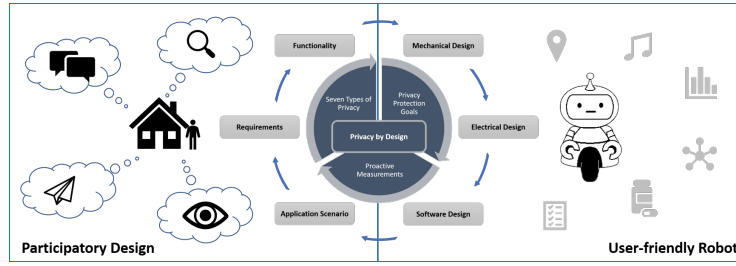 Functionality
Mechanical Design
Seven Types of
Privacy
Privacy
Protection
Goals
Requirements
Privacy by Design
Electrical Design
Proactive
Measurements
Application Scenario
Software Design
Participatory Design
User-friendly Robot